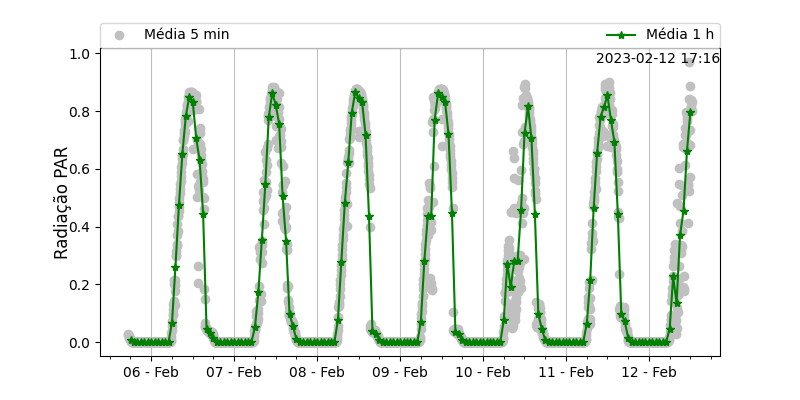 Média 5 min
Média 1 h
2023-02-12 17:16
Radiação PAR
1.0
0.8
0.6
0.4
0.2
0.0
06 - Feb
07 - Feb
08 - Feb
09 - Feb
10 - Feb
11 - Feb
12 - Feb